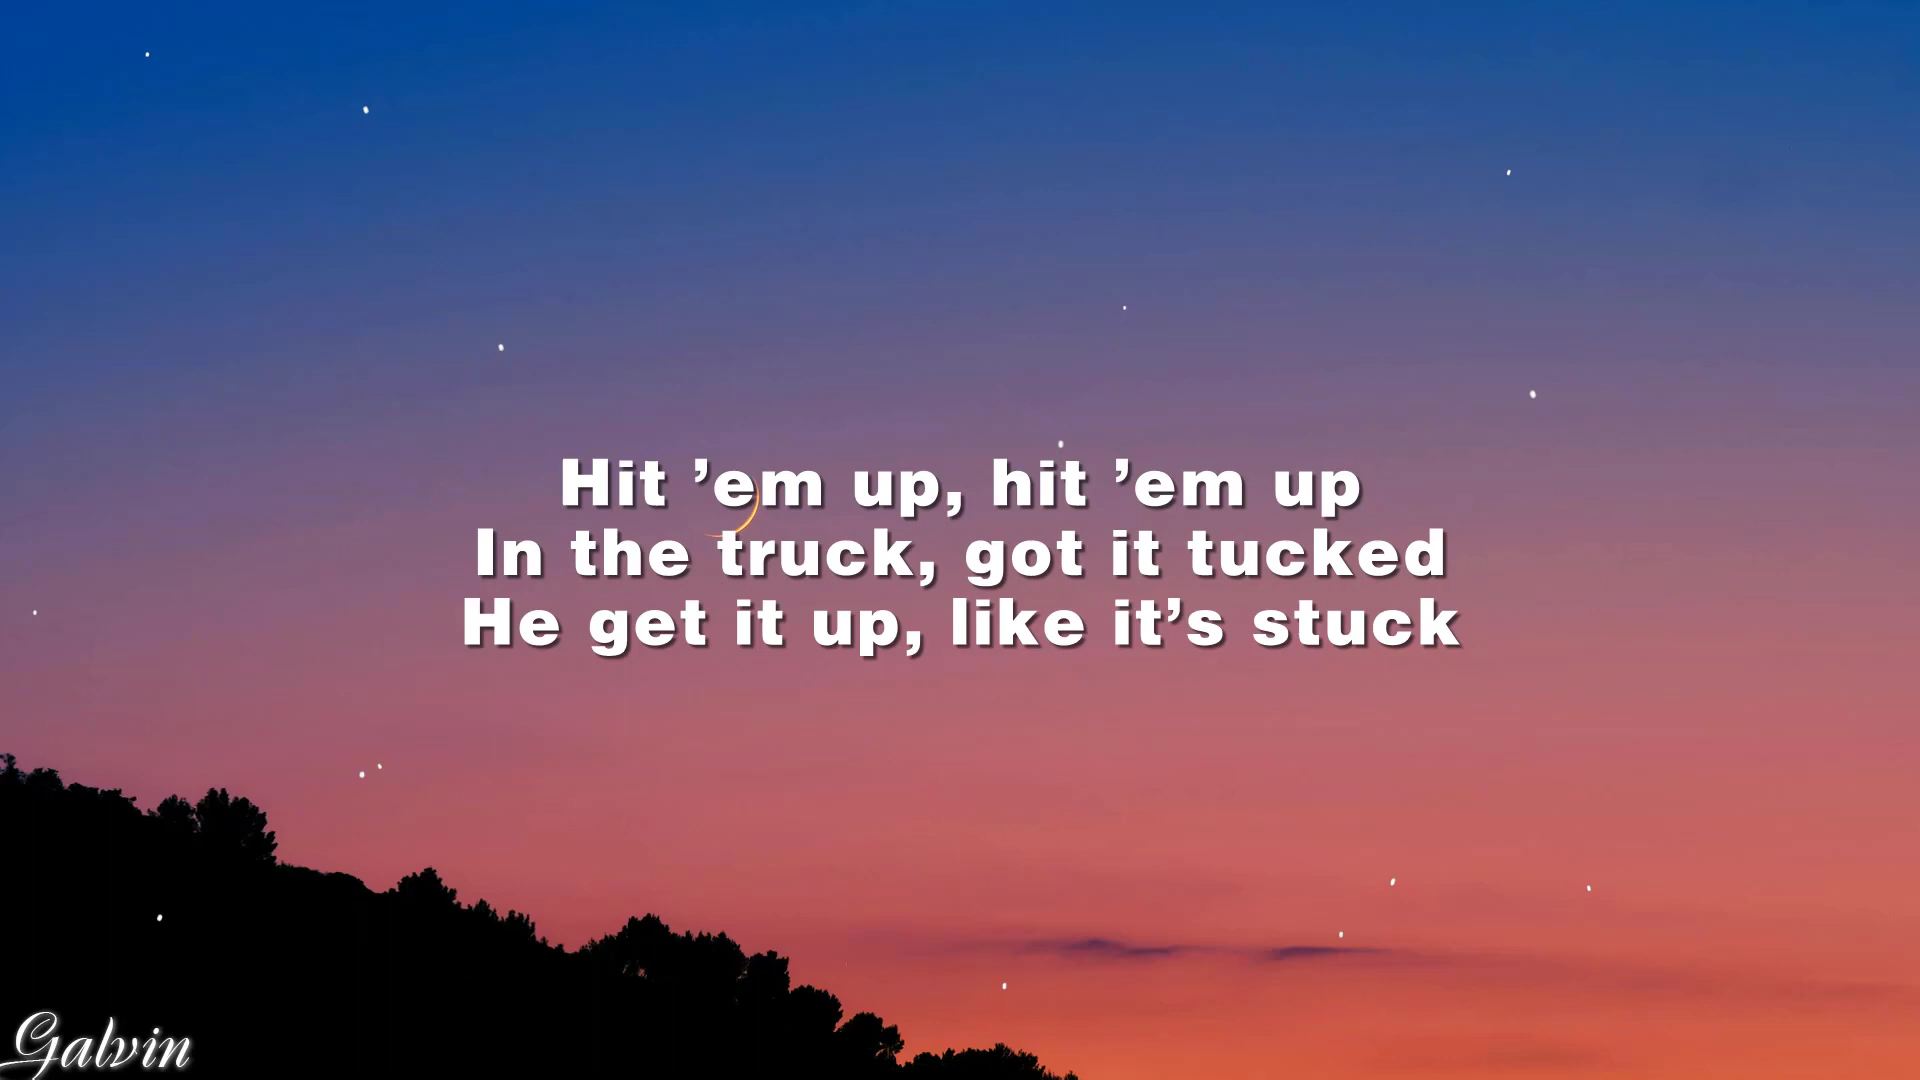 Hit ’em up, hit ’em up
In the truck, got it tucked
He get it up, like it’s stuck
Galvin